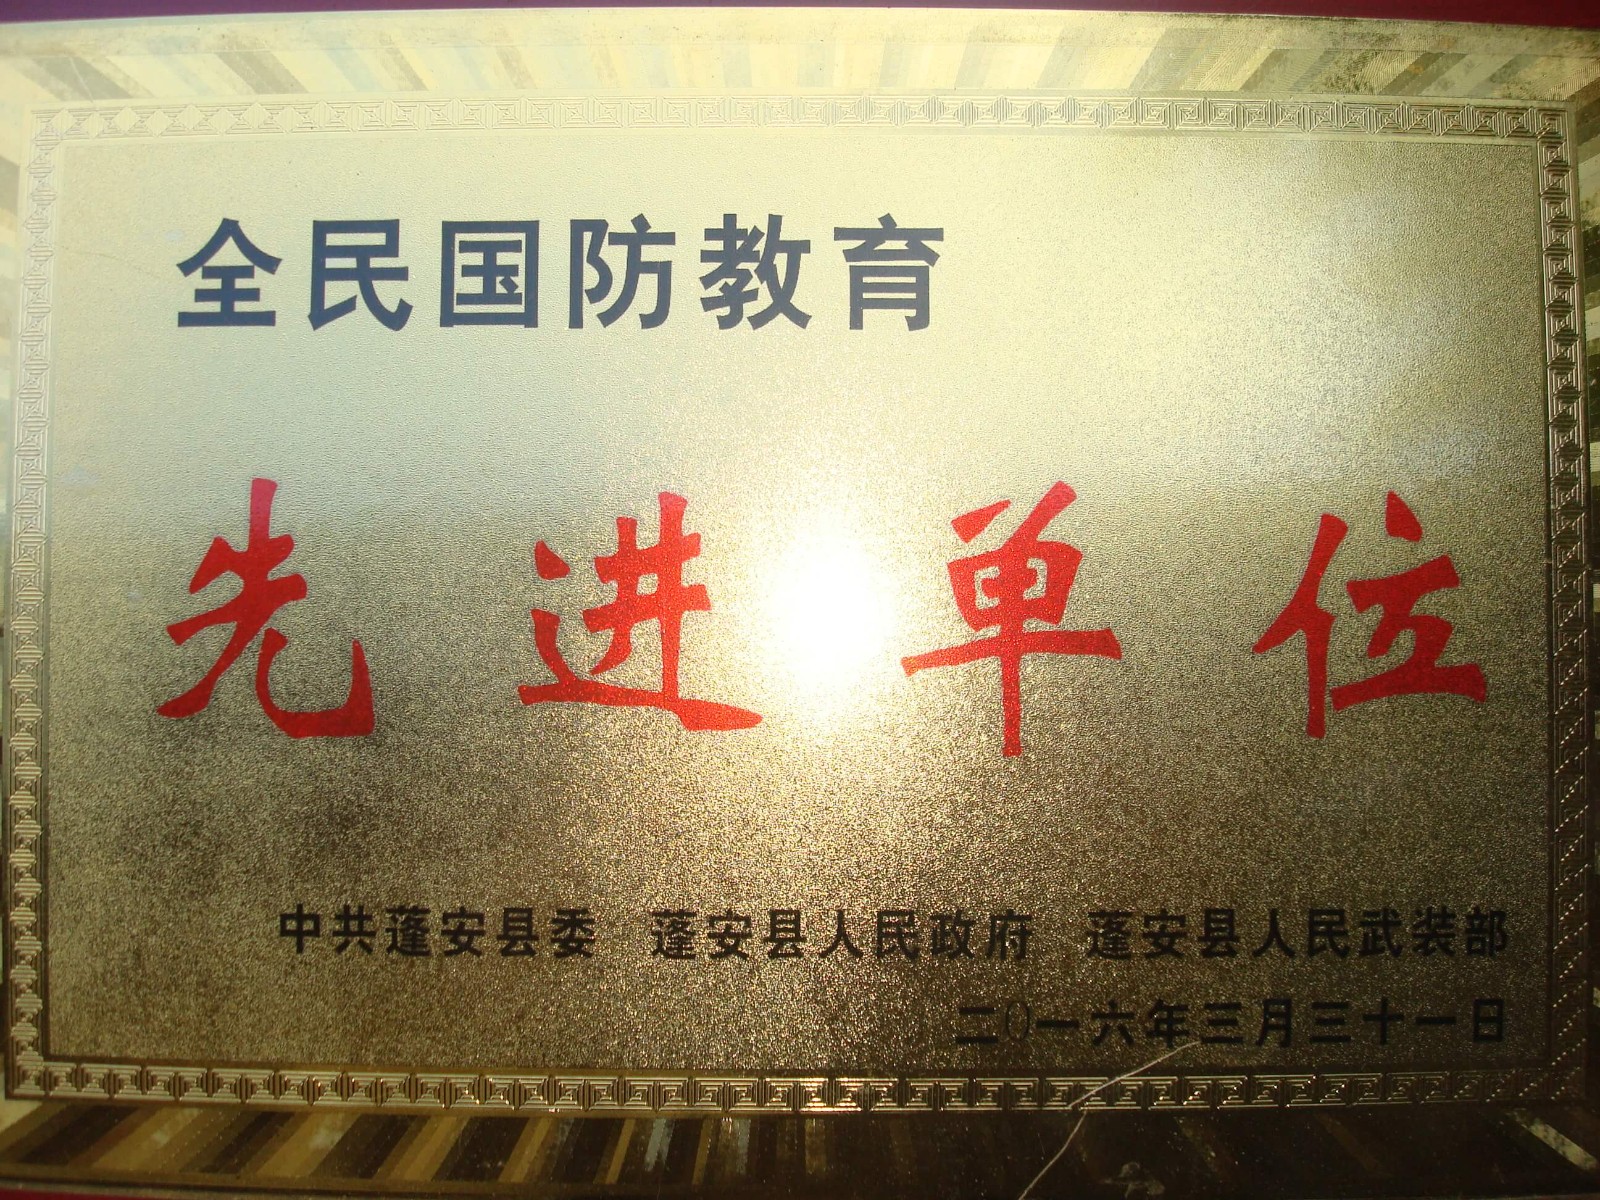 全民国防教育
先进单位
中共蓬安县委 蓬安县人民政府 蓬安县人民武装部
二〇一六年三月三十一日